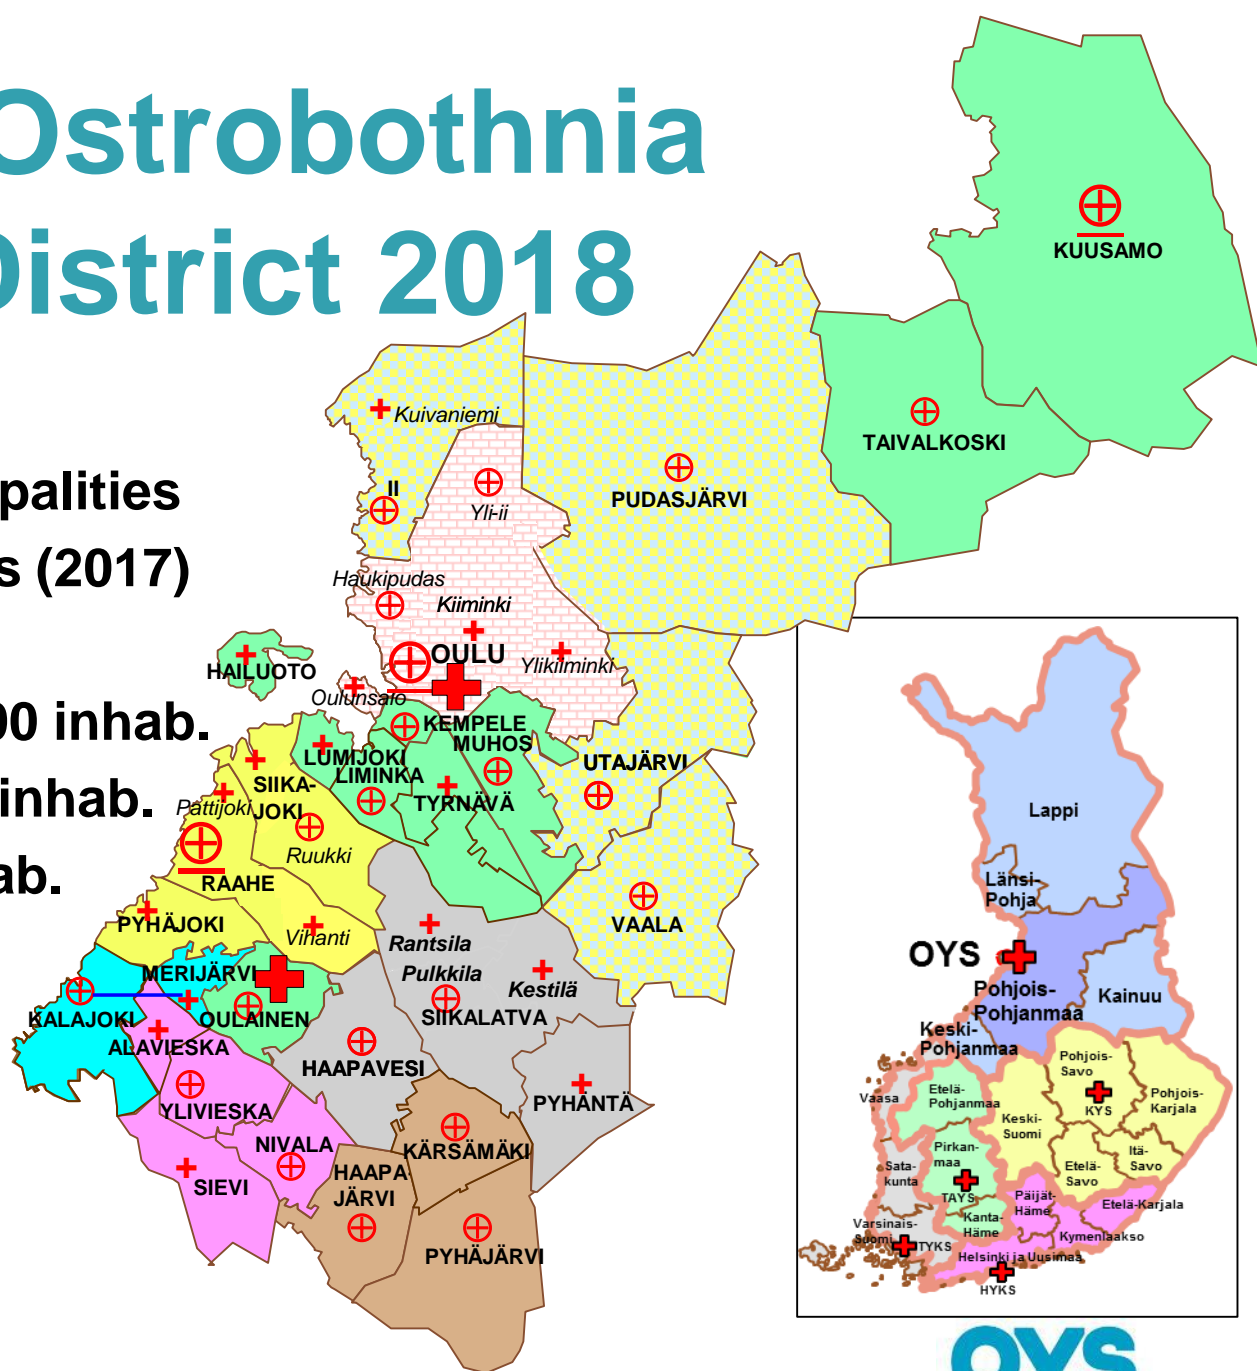 Ostrobothnia
District 2018
palities
s (2017)
00 inhab.
inhab.
ab.
KUUSAMO
TAIVALKOSKI
PUDASJÄRVI
Kuivaniemi
II
Yli-ii
Haukipudas
Kiiminki
OULU
Ylikiiminki
HAILUOTO
Oulunsalo
KEMPELE
MUHOS
LUMIJOKI
LIMINKA
TYRNÄVÄ
UTAJÄRVI
SIIKA-
JOKI
Pattijoki
Ruukki
RAAHE
VAALA
PYHÄJOKI
Vihanti
Rantsila
Pulkkila
Kestilä
SIIKALATVA
MERIJÄRVI
KALAJOKI
OULAINEN
ALAVIESKA
HAAPAVESI
PYHÄNTÄ
YLIVIESKA
NIVALA
KÄRSÄMÄKI
SIEVI
HAAPA-
JÄRVI
PYHÄJÄRVI
Lappi
Länsi-
Pohja
OYS
Pohjois-
Pohjanmaa
Kainuu
Keski-
Pohjanmaa
Vaasa
Etelä-
Pohjanmaa
Keski-
Suomi
Pohjois-
Savo
KYS
Pohjois-
Karjala
Pirkan-
maa
TAYS
Sata-
kunta
Etelä-
Savo
Itä-
Savo
Päijät-
Häme
Etelä-Karjala
Kanta-
Häme
Kymenlaakso
Varsinais-
Suomi
TYKS
Helsinki ja Uusimaa
HYKS
OYS